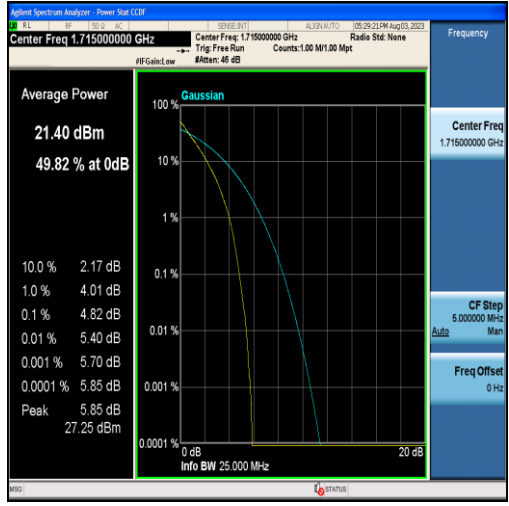 Agilent Spectrum Analyzer - Power Stat CCDF
RL RF 50 Ω AC SENSE:INT ALIGN AUTO 05:29:21 PM Aug 03, 2023
Center Freq 1.715000000 GHz
Center Freq: 1.715000000 GHz Radio Std: None
Trig: Free Run Counts:1.00 M/1.00 Mpt
#IFGain:Low #Atten: 46 dB
Frequency
Average Power
21.40 dBm
49.82 % at 0dB
10.0 % 2.17 dB
1.0 % 4.01 dB
0.1 % 4.82 dB
0.01 % 5.40 dB
0.001 % 5.70 dB
0.0001 % 5.85 dB
Peak 5.85 dB
27.25 dBm
Gaussian
100 %
10 %
1 %
0.1 %
0.01 %
0.001 %
0.0001 %
0 dB 20 dB
Info BW 25.000 MHz
Center Freq
1.715000000 GHz
CF Step
5.000000 MHz
Auto Man
Freq Offset
0 Hz
MSG STATUS